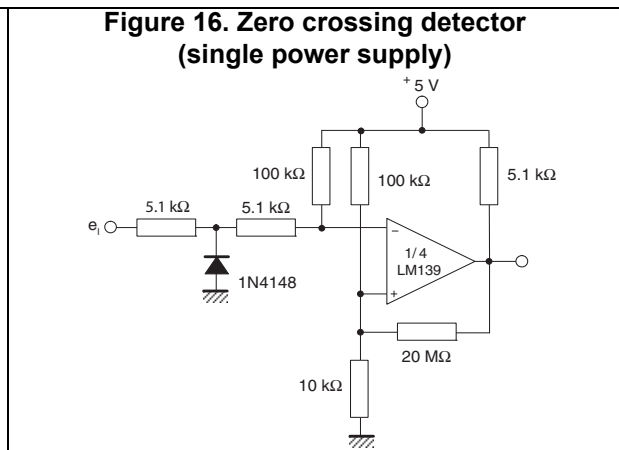 Figure 16. Zero crossing detector
(single power supply)
+ 5 V
100 kΩ
100 kΩ
5.1 kΩ
5.1 kΩ
5.1 kΩ
eI
−
1/4
LM139
1N4148
+
20 MΩ
10 kΩ